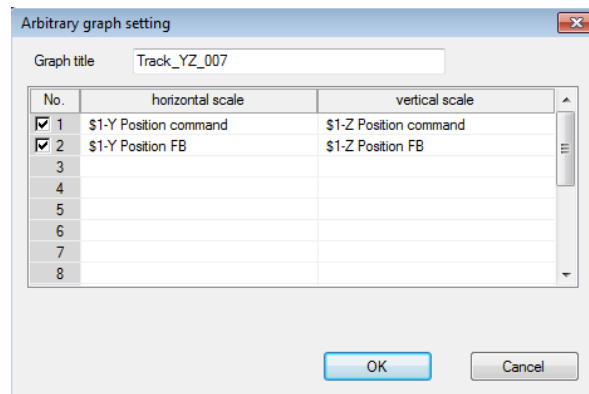 Arbitrary graph setting
Graph title Track_YZ_007
No. horizontal scale vertical scale
1 $1-Y Position command $1-Z Position command
2 $1-Y Position FB $1-Z Position FB
3
4
5
6
7
8
OK Cancel